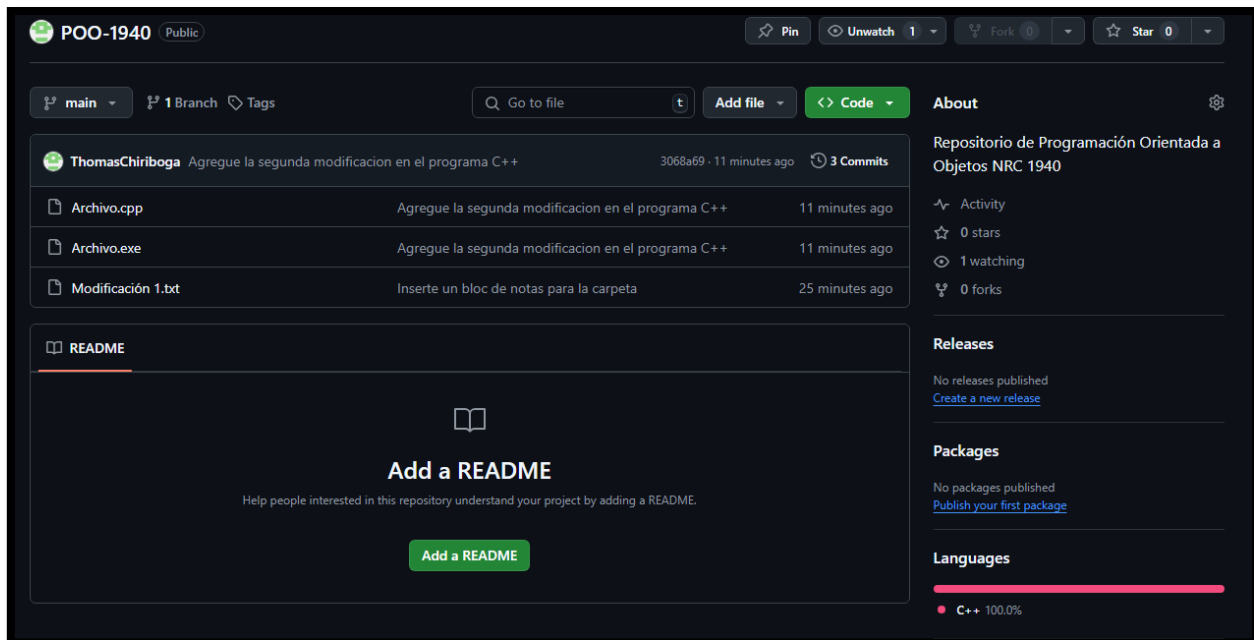 POO-1940 Public
Pin Unwatch 1 Fork 0 Star 0
main 1 Branch Tags
Go to file t Add file Code
ThomasChiriboga Agregue la segunda modificacion en el programa C++ 3068a69 · 11 minutes ago 3 Commits
Archivo.cpp Agregue la segunda modificacion en el programa C++ 11 minutes ago
Archivo.exe Agregue la segunda modificacion en el programa C++ 11 minutes ago
Modificación 1.txt Inserte un bloc de notas para la carpeta 25 minutes ago
README
Add a README
Help people interested in this repository understand your project by adding a README.
Add a README
About
Repositorio de Programación Orientada a
Objetos NRC 1940
Activity
0 stars
1 watching
0 forks
Releases
No releases published
Create a new release
Packages
No packages published
Publish your first package
Languages
C++ 100.0%